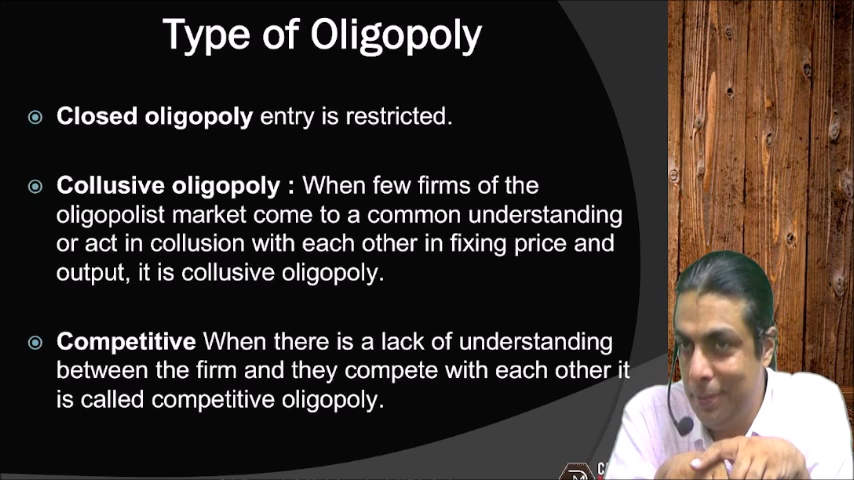 Type of Oligopoly
Closed oligopoly entry is restricted.
Collusive oligopoly : When few firms of the
oligopolist market come to a common understanding
or act in collusion with each other in fixing price and
output, it is collusive oligopoly.
Competitive When there is a lack of understanding
between the firm and they compete with each other it
is called competitive oligopoly.